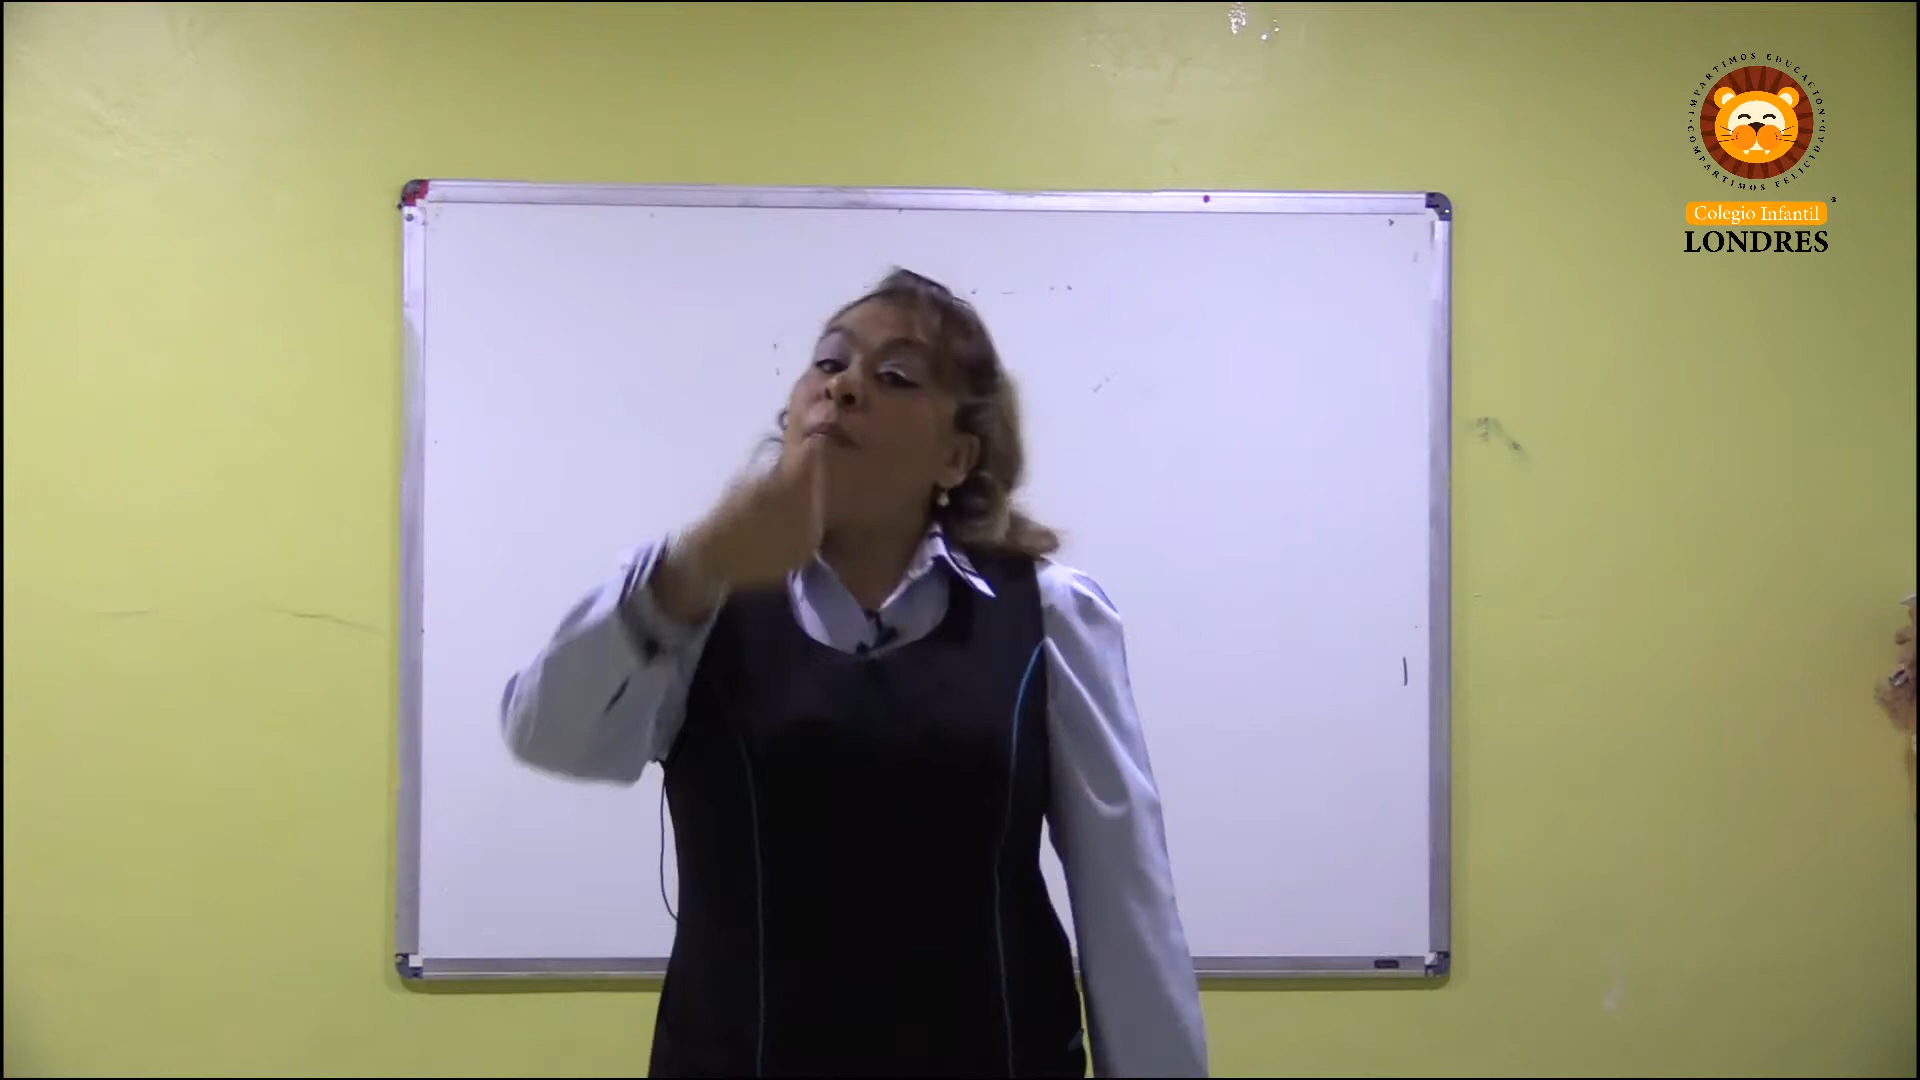 IMPARTIMOS EDUCACIÓN
COMPARTIMOS FELICIDAD
Colegio Infantil
LONDRES